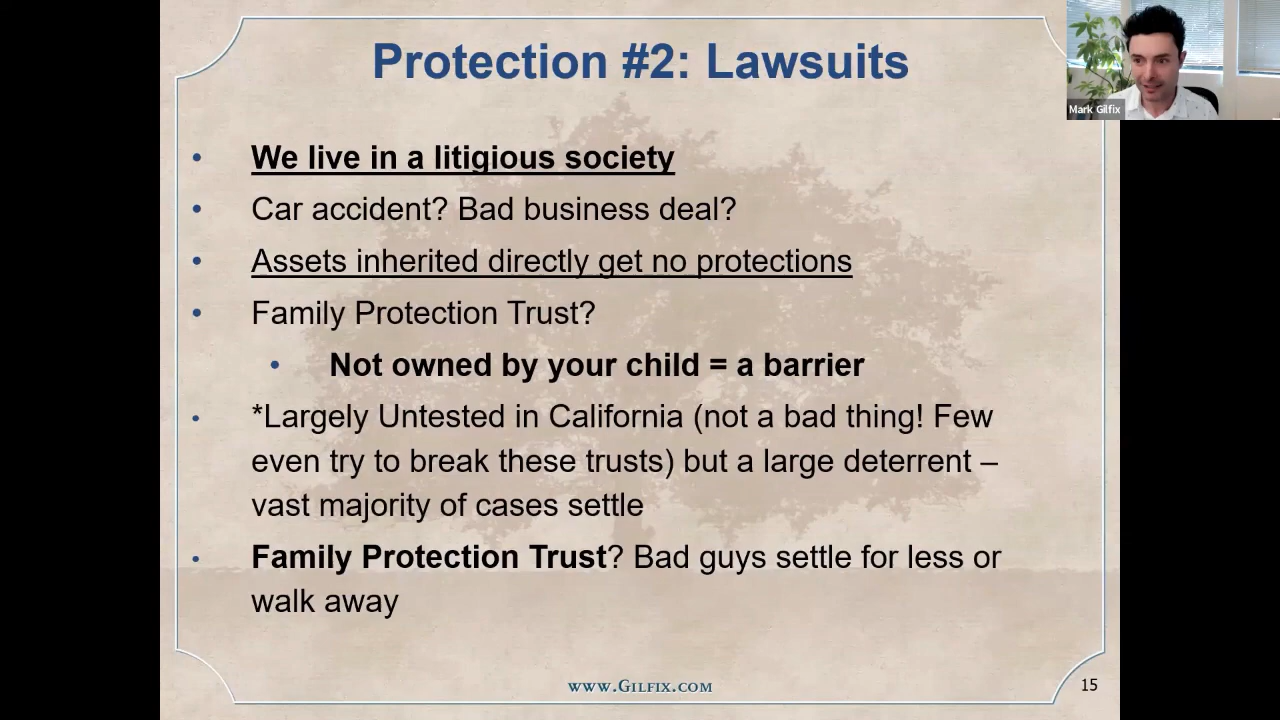 Protection #2: Lawsuits
Mark Gilfix
• We live in a litigious society
• Car accident? Bad business deal?
• Assets inherited directly get no protections
• Family Protection Trust?
• Not owned by your child = a barrier
• *Largely Untested in California (not a bad thing! Few
even try to break these trusts) but a large deterrent –
vast majority of cases settle
• Family Protection Trust? Bad guys settle for less or
walk away
www.Gilfix.com
15